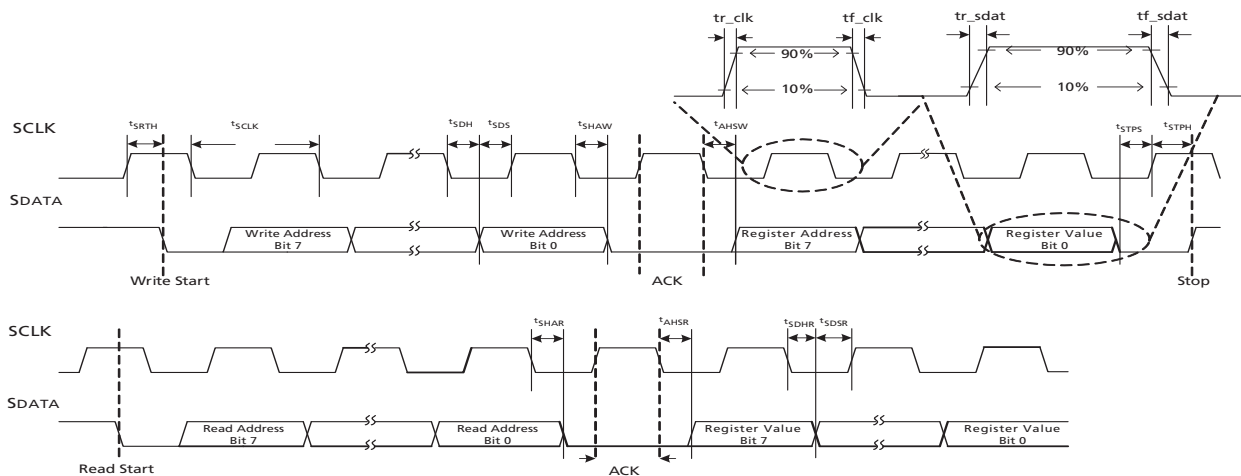 tr_clk tf_clk tr_sdat tf_sdat
90% 90%
10% 10%
SCLK tSRTH tSCLK tSDH tSDS tSHAW tAHSW tSTPS tSTPH
SDATA
Write Address Bit 7
Write Address Bit 0
Register Address Bit 7
Register Value Bit 0
Write Start ACK Stop
SCLK tSHAR tAHSR tSDHR tSDSR
SDATA
Read Address Bit 7
Read Address Bit 0
Register Value Bit 7
Register Value Bit 0
Read Start ACK